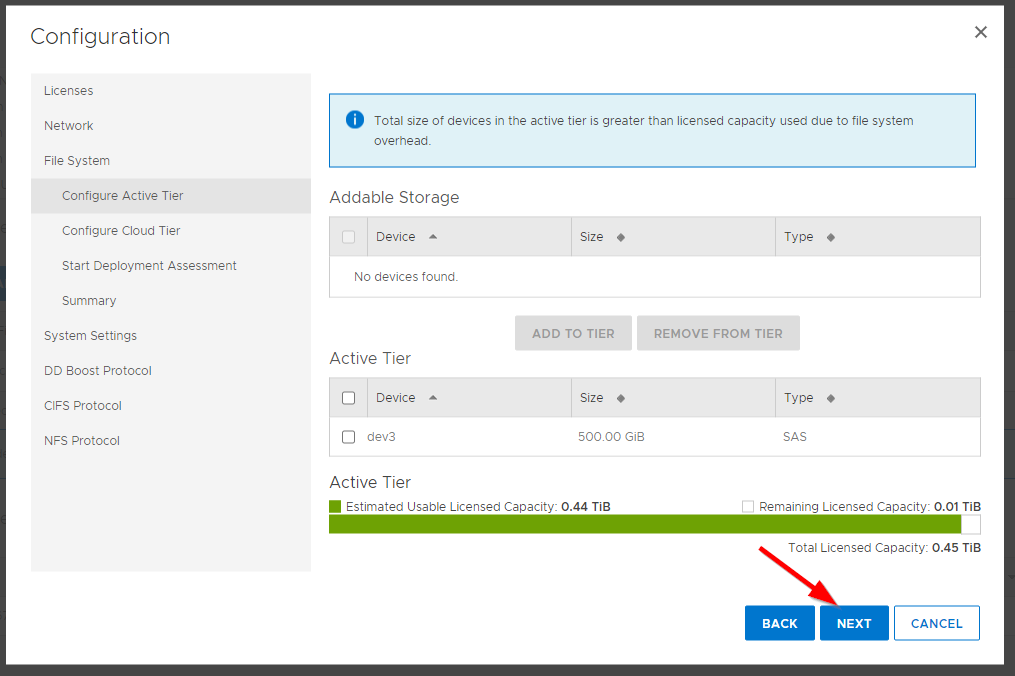 Configuration
Licenses
Network
File System
Configure Active Tier
Configure Cloud Tier
Start Deployment Assessment
Summary
System Settings
DD Boost Protocol
CIFS Protocol
NFS Protocol
Total size of devices in the active tier is greater than licensed capacity used due to file system
overhead.
Addable Storage
Device Size Type
No devices found.
ADD TO TIER REMOVE FROM TIER
Active Tier
Device Size Type
dev3 500.00 GiB SAS
Active Tier
Estimated Usable Licensed Capacity: 0.44 TiB Remaining Licensed Capacity: 0.01 TiB
Total Licensed Capacity: 0.45 TiB
BACK NEXT CANCEL